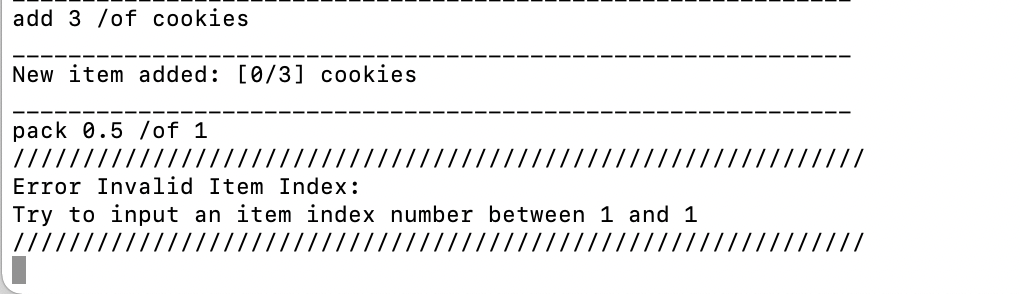 ____________________________________________________________
add 3 /of cookies
____________________________________________________________
New item added: [0/3] cookies
____________________________________________________________
pack 0.5 /of 1
/////////////////////////////////////////////////////////////
Error Invalid Item Index:
Try to input an item index number between 1 and 1
/////////////////////////////////////////////////////////////